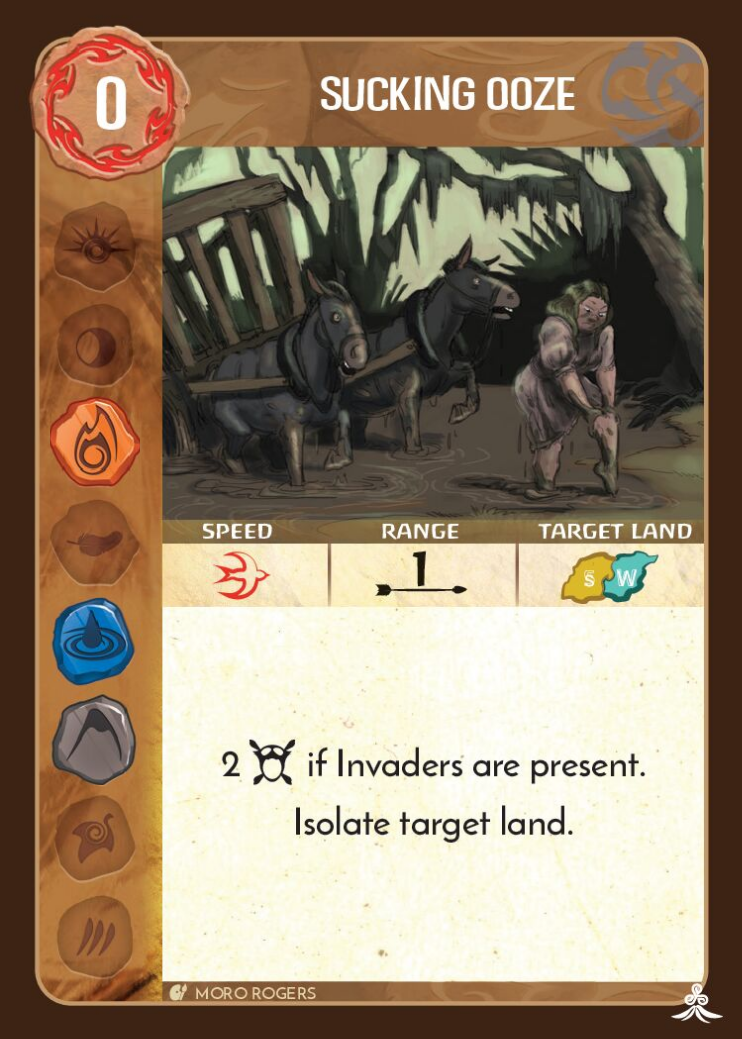 0
SUCKING OOZE
SPEED RANGE TARGET LAND
1 S W
2 if Invaders are present.
Isolate target land.
MORO ROGERS